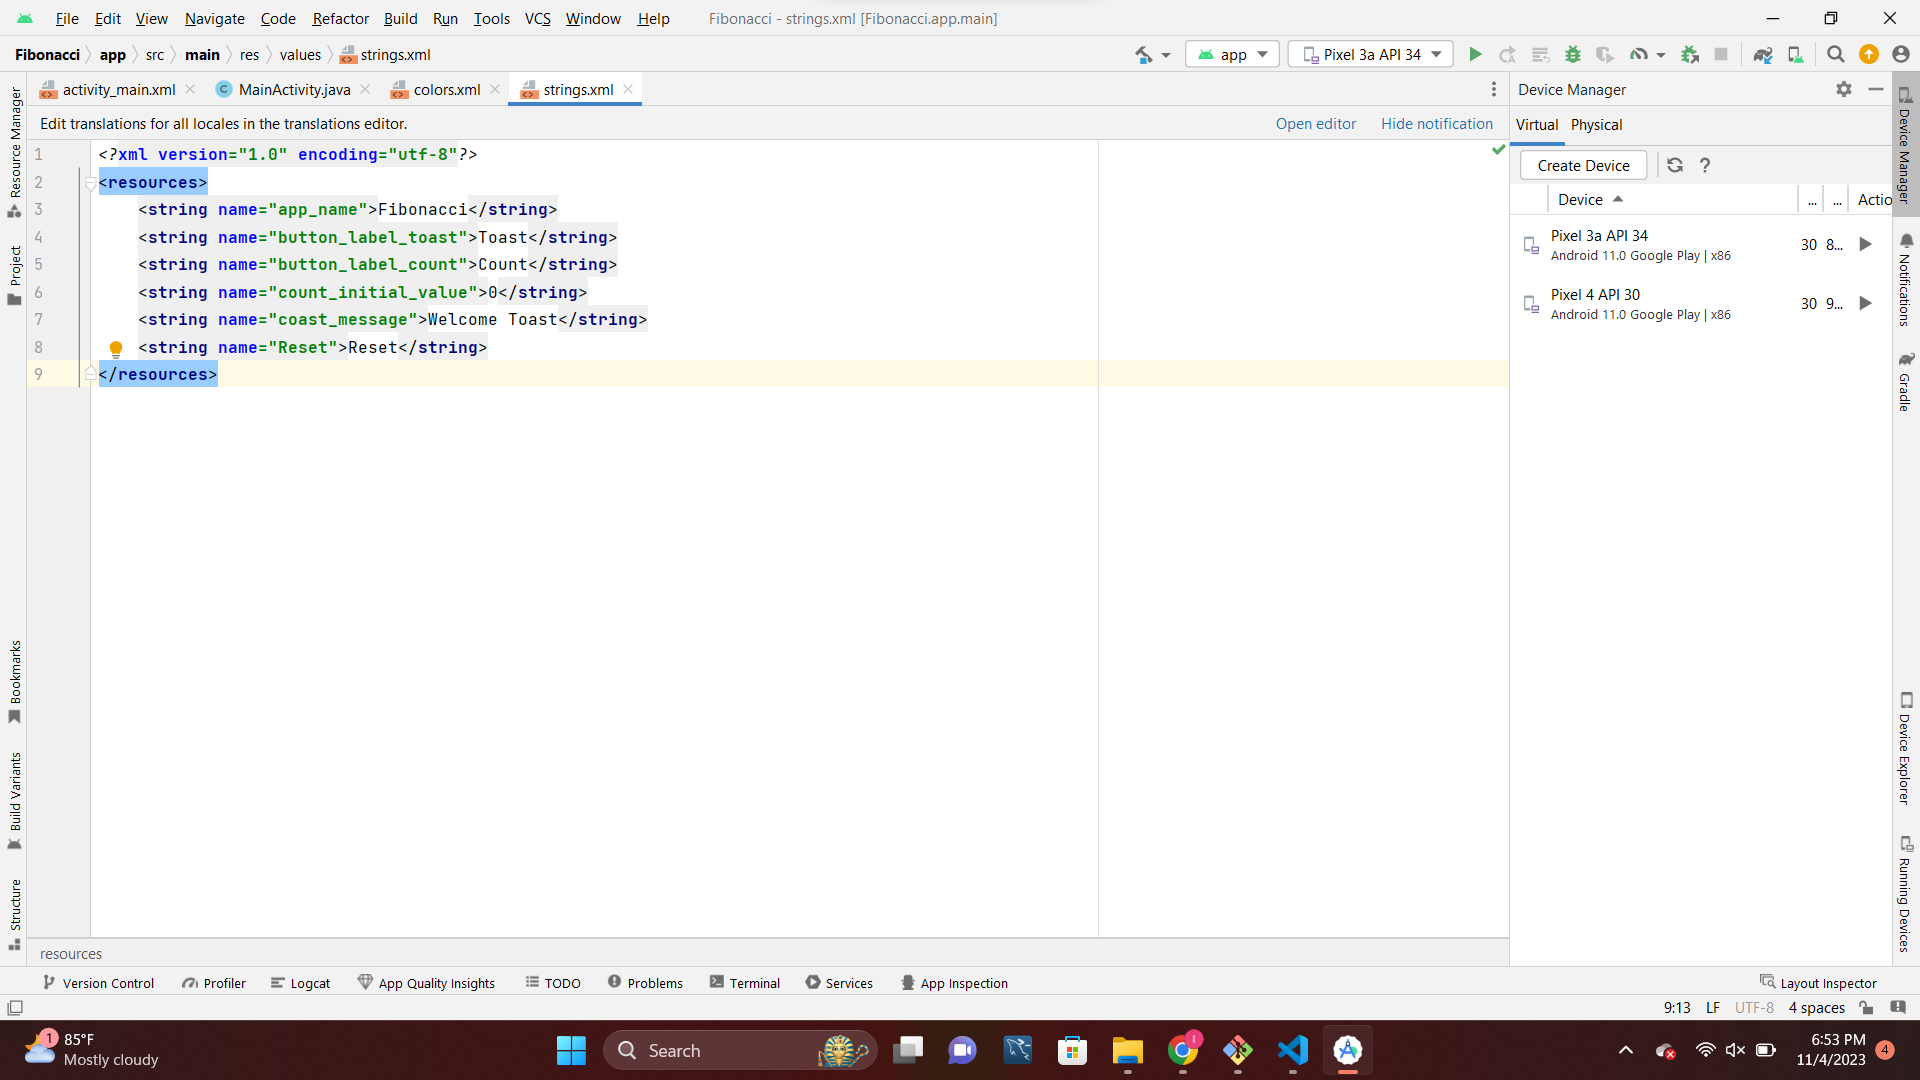 File Edit View Navigate Code Refactor Build Run Tools VCS Window Help Fibonacci - strings.xml [Fibonacci.app.main]
Fibonacci app src main res values strings.xml app Pixel 3a API 34
activity_main.xml MainActivity.java colors.xml strings.xml
Device Manager
Edit translations for all locales in the translations editor. Open editor Hide notification
Virtual Physical
Create Device
Device ... ... Actio
Pixel 3a API 34
Android 11.0 Google Play | x86
30 8...
Pixel 4 API 30
Android 11.0 Google Play | x86
30 9...
1 <?xml version="1.0" encoding="utf-8"?>
2 <resources>
3 <string name="app_name">Fibonacci</string>
4 <string name="button_label_toast">Toast</string>
5 <string name="button_label_count">Count</string>
6 <string name="count_initial_value">0</string>
7 <string name="coast_message">Welcome Toast</string>
8 <string name="Reset">Reset</string>
9 </resources>
Resource Manager
Project
Bookmarks
Build Variants
Structure
Device Manager
Notifications
Gradle
Device Explorer
Running Devices
resources
Version Control Profiler Logcat App Quality Insights TODO Problems Terminal Services App Inspection Layout Inspector
9:13 LF UTF-8 4 spaces
1
85°F
Mostly cloudy
Search
1
6:53 PM
11/4/2023
4